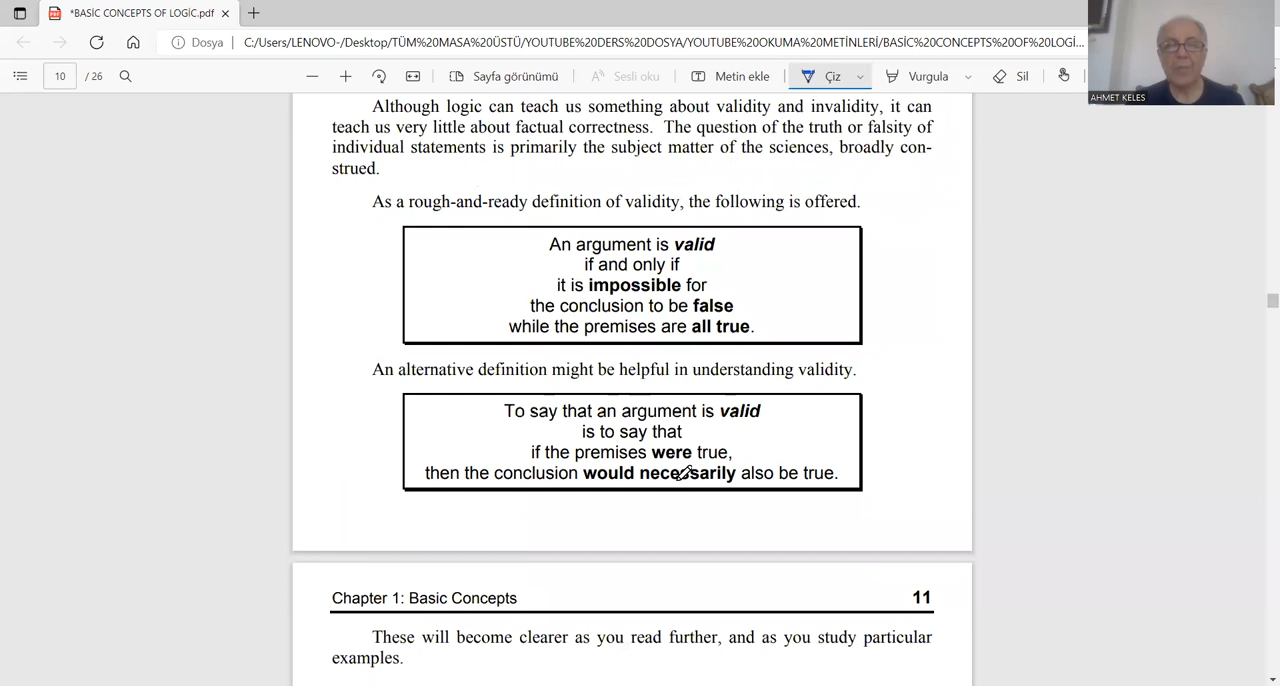 *BASIC CONCEPTS OF LOGİC.pdf
Dosya
C:/Users/LENOVO-/Desktop/TÜM%20MASA%20ÜSTÜ/YOUTUBE%20DERS%20DOSYA/YOUTUBE%20OKUMA%20METİNLERİ/BASİC%20CONCEPTS%20OF%20LOGİ...
10 / 26
Sayfa görünümü
Sesli oku
Metin ekle
Çiz
Vurgula
Sil
AHMET KELES
Although logic can teach us something about validity and invalidity, it can
teach us very little about factual correctness. The question of the truth or falsity of
individual statements is primarily the subject matter of the sciences, broadly con-
strued.
As a rough-and-ready definition of validity, the following is offered.
An argument is valid
if and only if
it is impossible for
the conclusion to be false
while the premises are all true.
An alternative definition might be helpful in understanding validity.
To say that an argument is valid
is to say that
if the premises were true,
then the conclusion would necessarily also be true.
Chapter 1: Basic Concepts 11
These will become clearer as you read further, and as you study particular
examples.